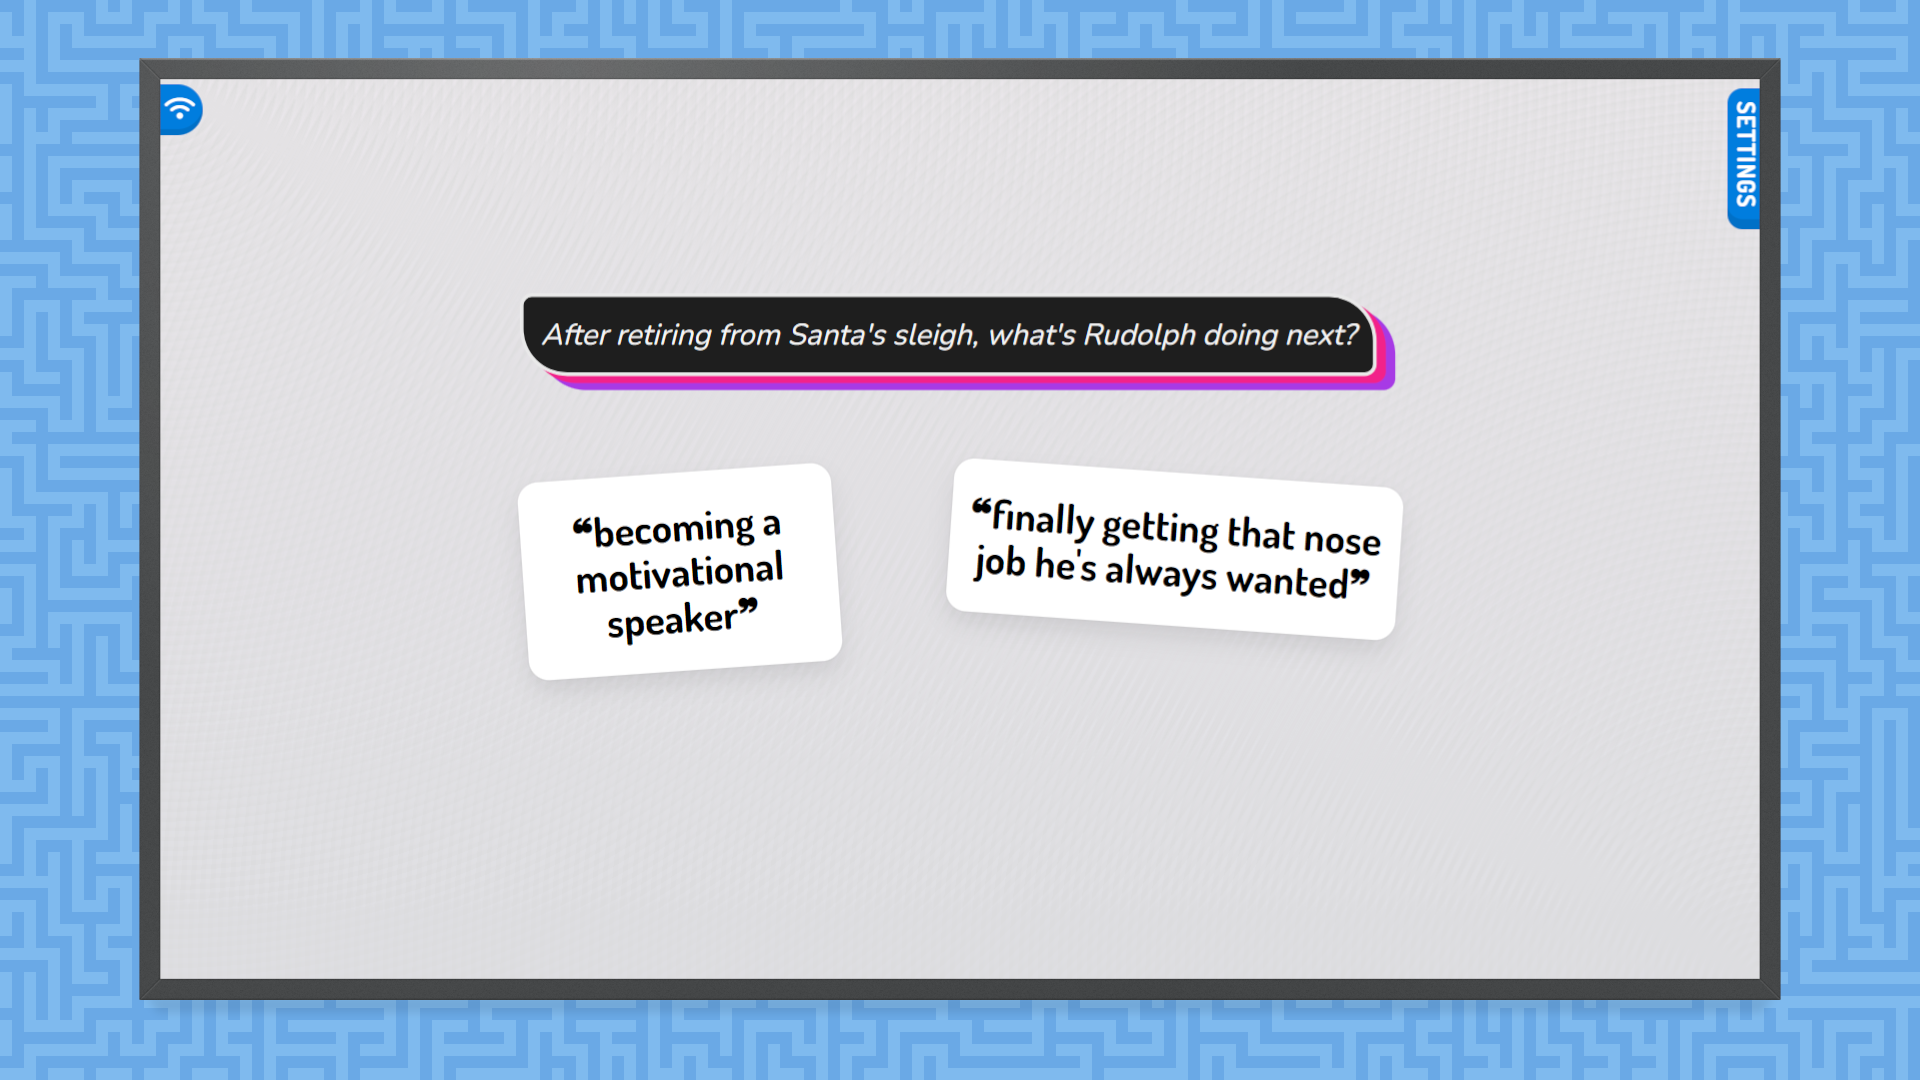 SETTINGS
After retiring from Santa's sleigh, what's Rudolph doing next?
❝becoming a
motivational
speaker❞
❝finally getting that nose
job he's always wanted❞